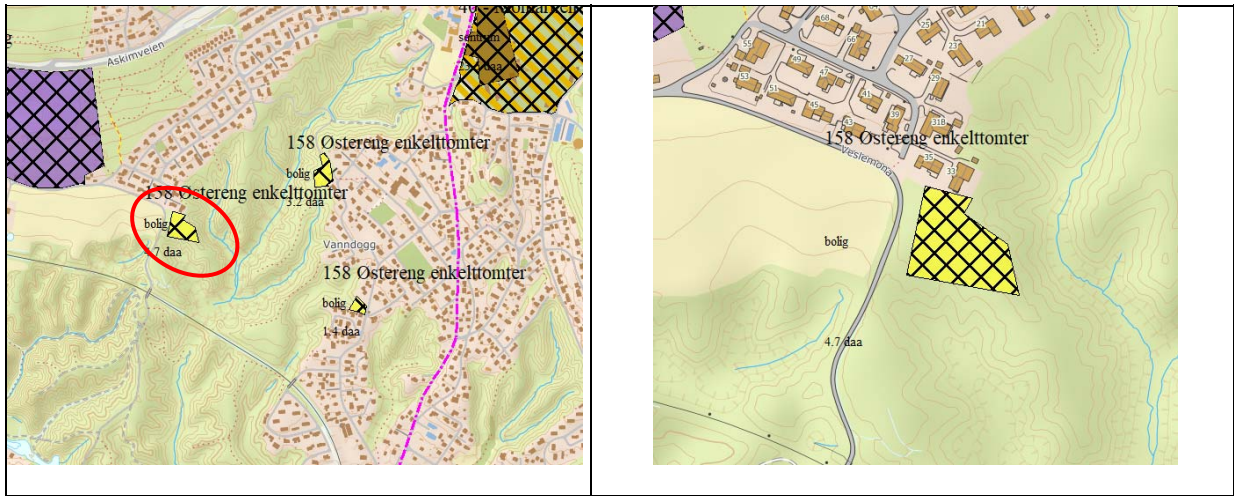 Askimveien
sentrum
158 Østereng enkelttomter
bolig
3.2 daa
158 Østereng enkelttomter
bolig
4.7 daa
Vanndogg
158 Østereng enkelttomter
bolig
1.4 daa
68
66
55
53
51
49
47
45
43
41
39
25
21
23
27
29
31B
35
33
158 Østereng enkelttomter
Veslemona
bolig
4.7 daa